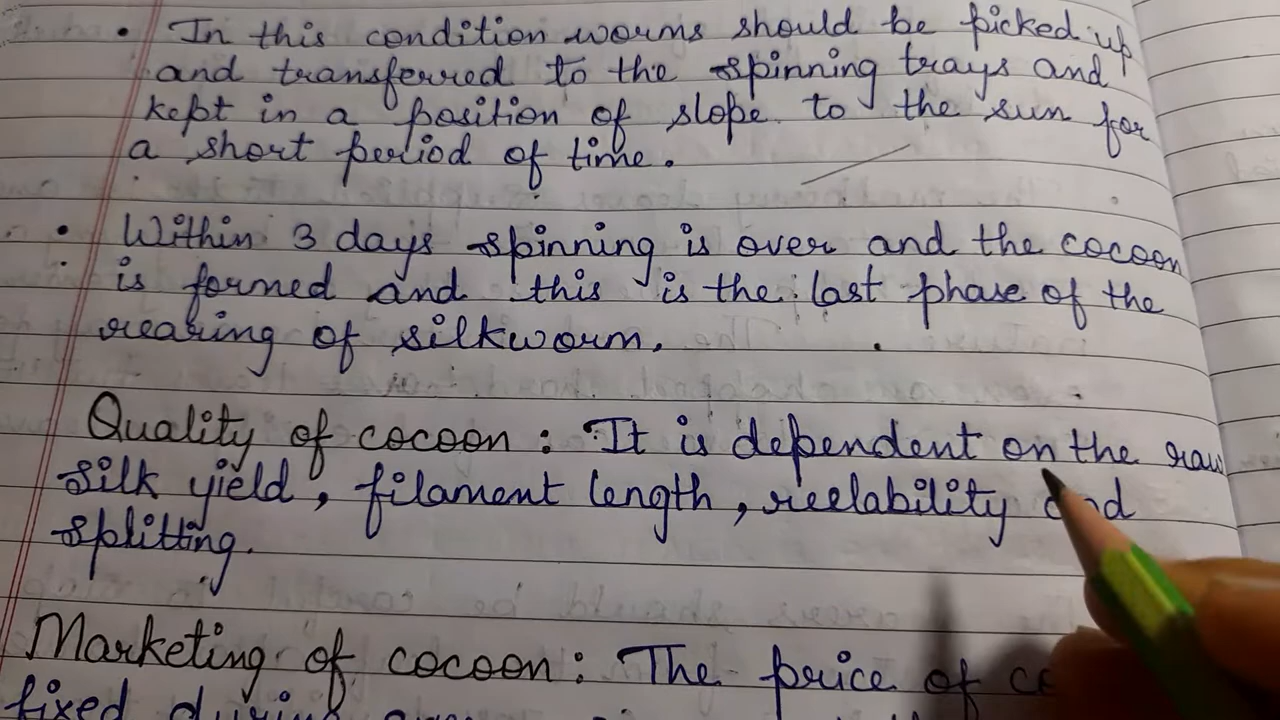 • In this condition worms should be picked up
and transferred to the spinning trays and
kept in a position of slope to the sun for
a short period of time.
• Within 3 days spinning is over and the cocoon
is formed and this is the last phase of the
rearing of silkworm.
Quality of cocoon : It is dependent on the raw
silk yield, filament length, reelability and
splitting.
Marketing of cocoon : The price of
fixed during